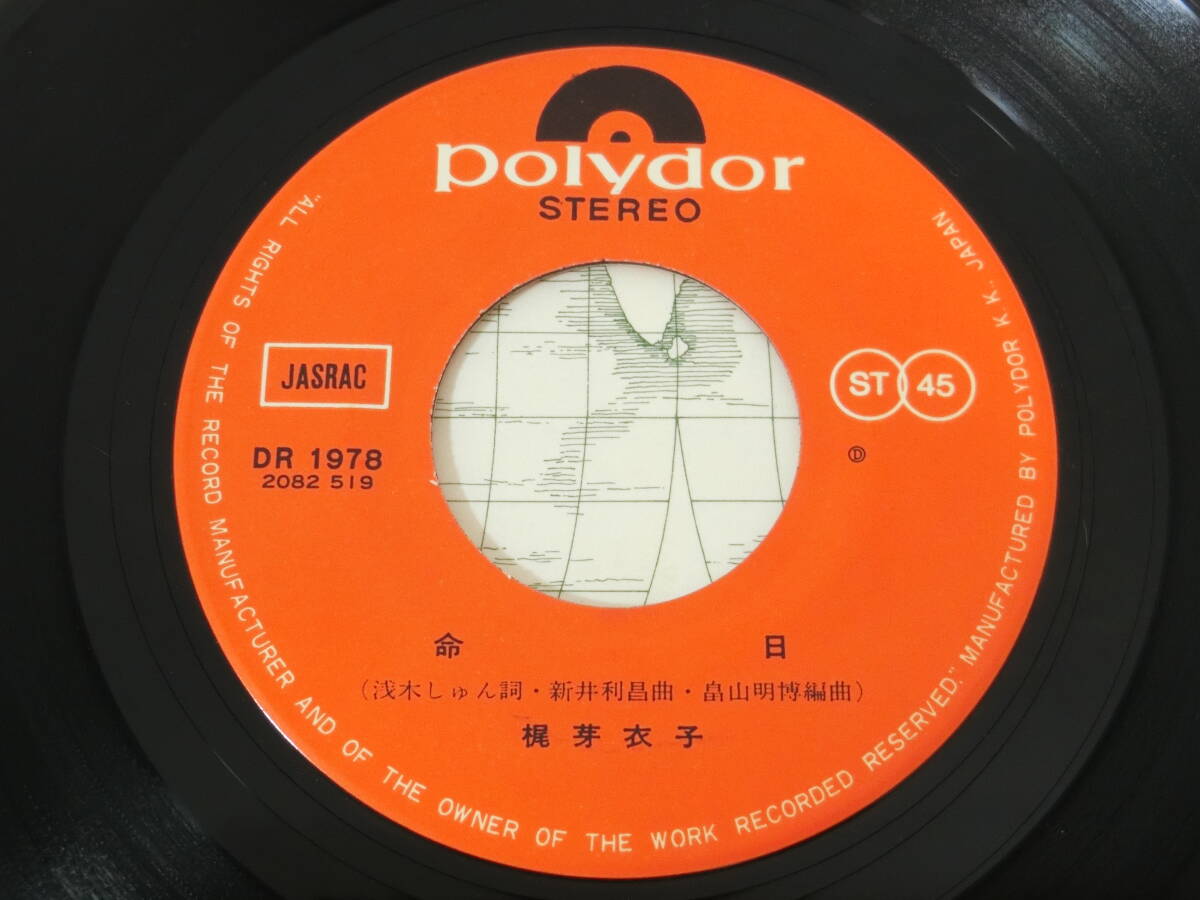 polydor
STEREO
JASRAC
ST 45
DR 1978
2082 519
Ⓓ
命 日
(浅木しゅん詞・新井利昌曲・畠山明博編曲)
梶芽衣子
"ALL RIGHTS OF THE RECORD MANUFACTURER AND OF THE OWNER OF THE WORK RECORDED RESERVED." MANUFACTURED BY POLYDOR K.K. JAPAN.